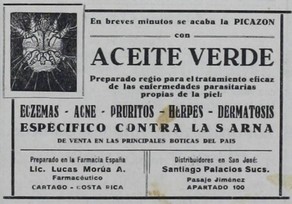 En breves minutos se acaba la PICAZON
con
ACEITE VERDE
Preparado regio para el tratamiento eficaz
de las enfermedades parasitarias
propias de la piel:
ECZEMAS - ACNE - PRURITOS - HERPES - DERMATOSIS
ESPECIFICO CONTRA LA SARNA
DE VENTA EN LAS PRINCIPALES BOTICAS DEL PAIS
Preparado en la Farmacia España
Lic. Lucas Morúa A.
Farmacéutico
CARTAGO - COSTA RICA
Distribuidores en San José:
Santiago Palacios Sucs.
Pasaje Jiménez
APARTADO 100